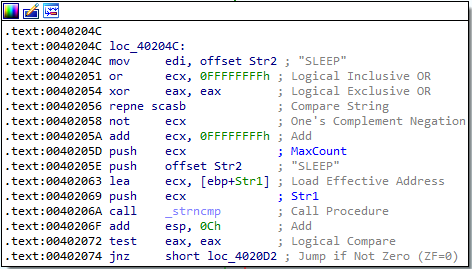 .text:0040204C
.text:0040204C loc_40204C:
.text:0040204C mov edi, offset Str2 ; "SLEEP"
.text:00402051 or ecx, 0FFFFFFFFh ; Logical Inclusive OR
.text:00402054 xor eax, eax ; Logical Exclusive OR
.text:00402056 repne scasb ; Compare String
.text:00402058 not ecx ; One's Complement Negation
.text:0040205A add ecx, 0FFFFFFFFh ; Add
.text:0040205D push ecx ; MaxCount
.text:0040205E push offset Str2 ; "SLEEP"
.text:00402063 lea ecx, [ebp+Str1] ; Load Effective Address
.text:00402069 push ecx ; Str1
.text:0040206A call _strncmp ; Call Procedure
.text:0040206F add esp, 0Ch ; Add
.text:00402072 test eax, eax ; Logical Compare
.text:00402074 jnz short loc_4020D2 ; Jump if Not Zero (ZF=0)